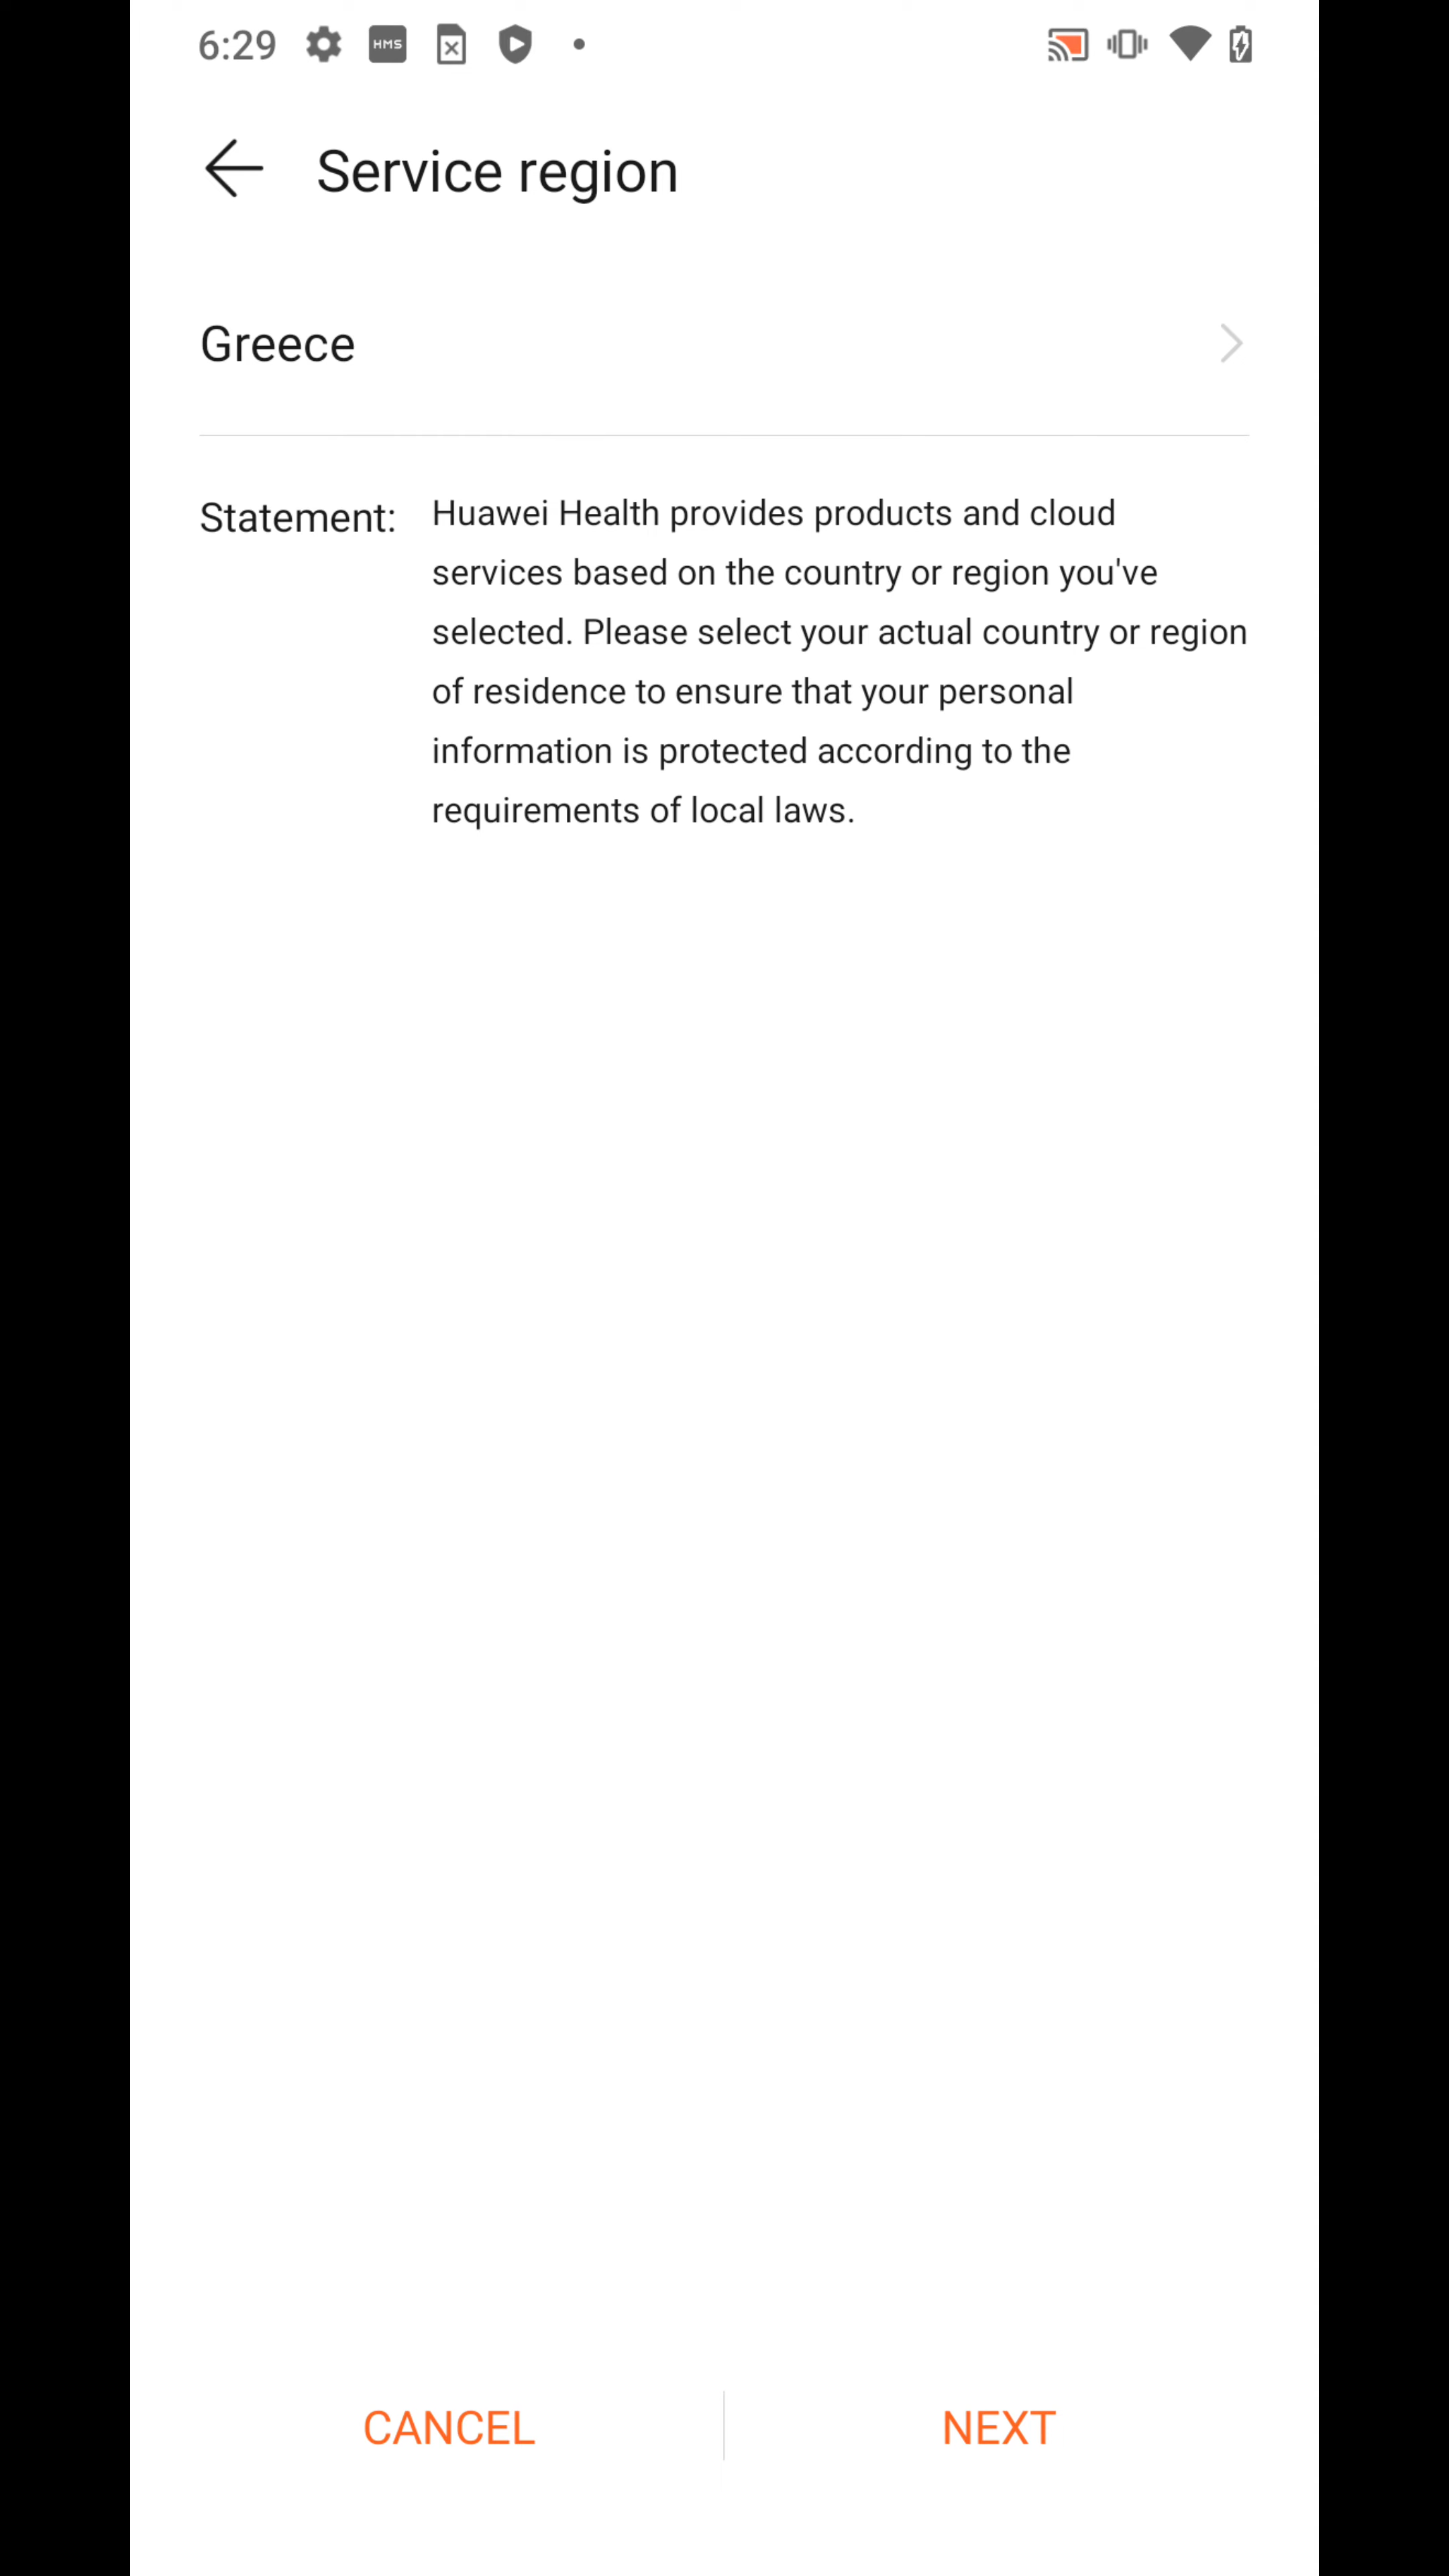 6:29 HMS
Service region
Greece
Statement:
Huawei Health provides products and cloud
services based on the country or region you've
selected. Please select your actual country or region
of residence to ensure that your personal
information is protected according to the
requirements of local laws.
CANCEL
NEXT